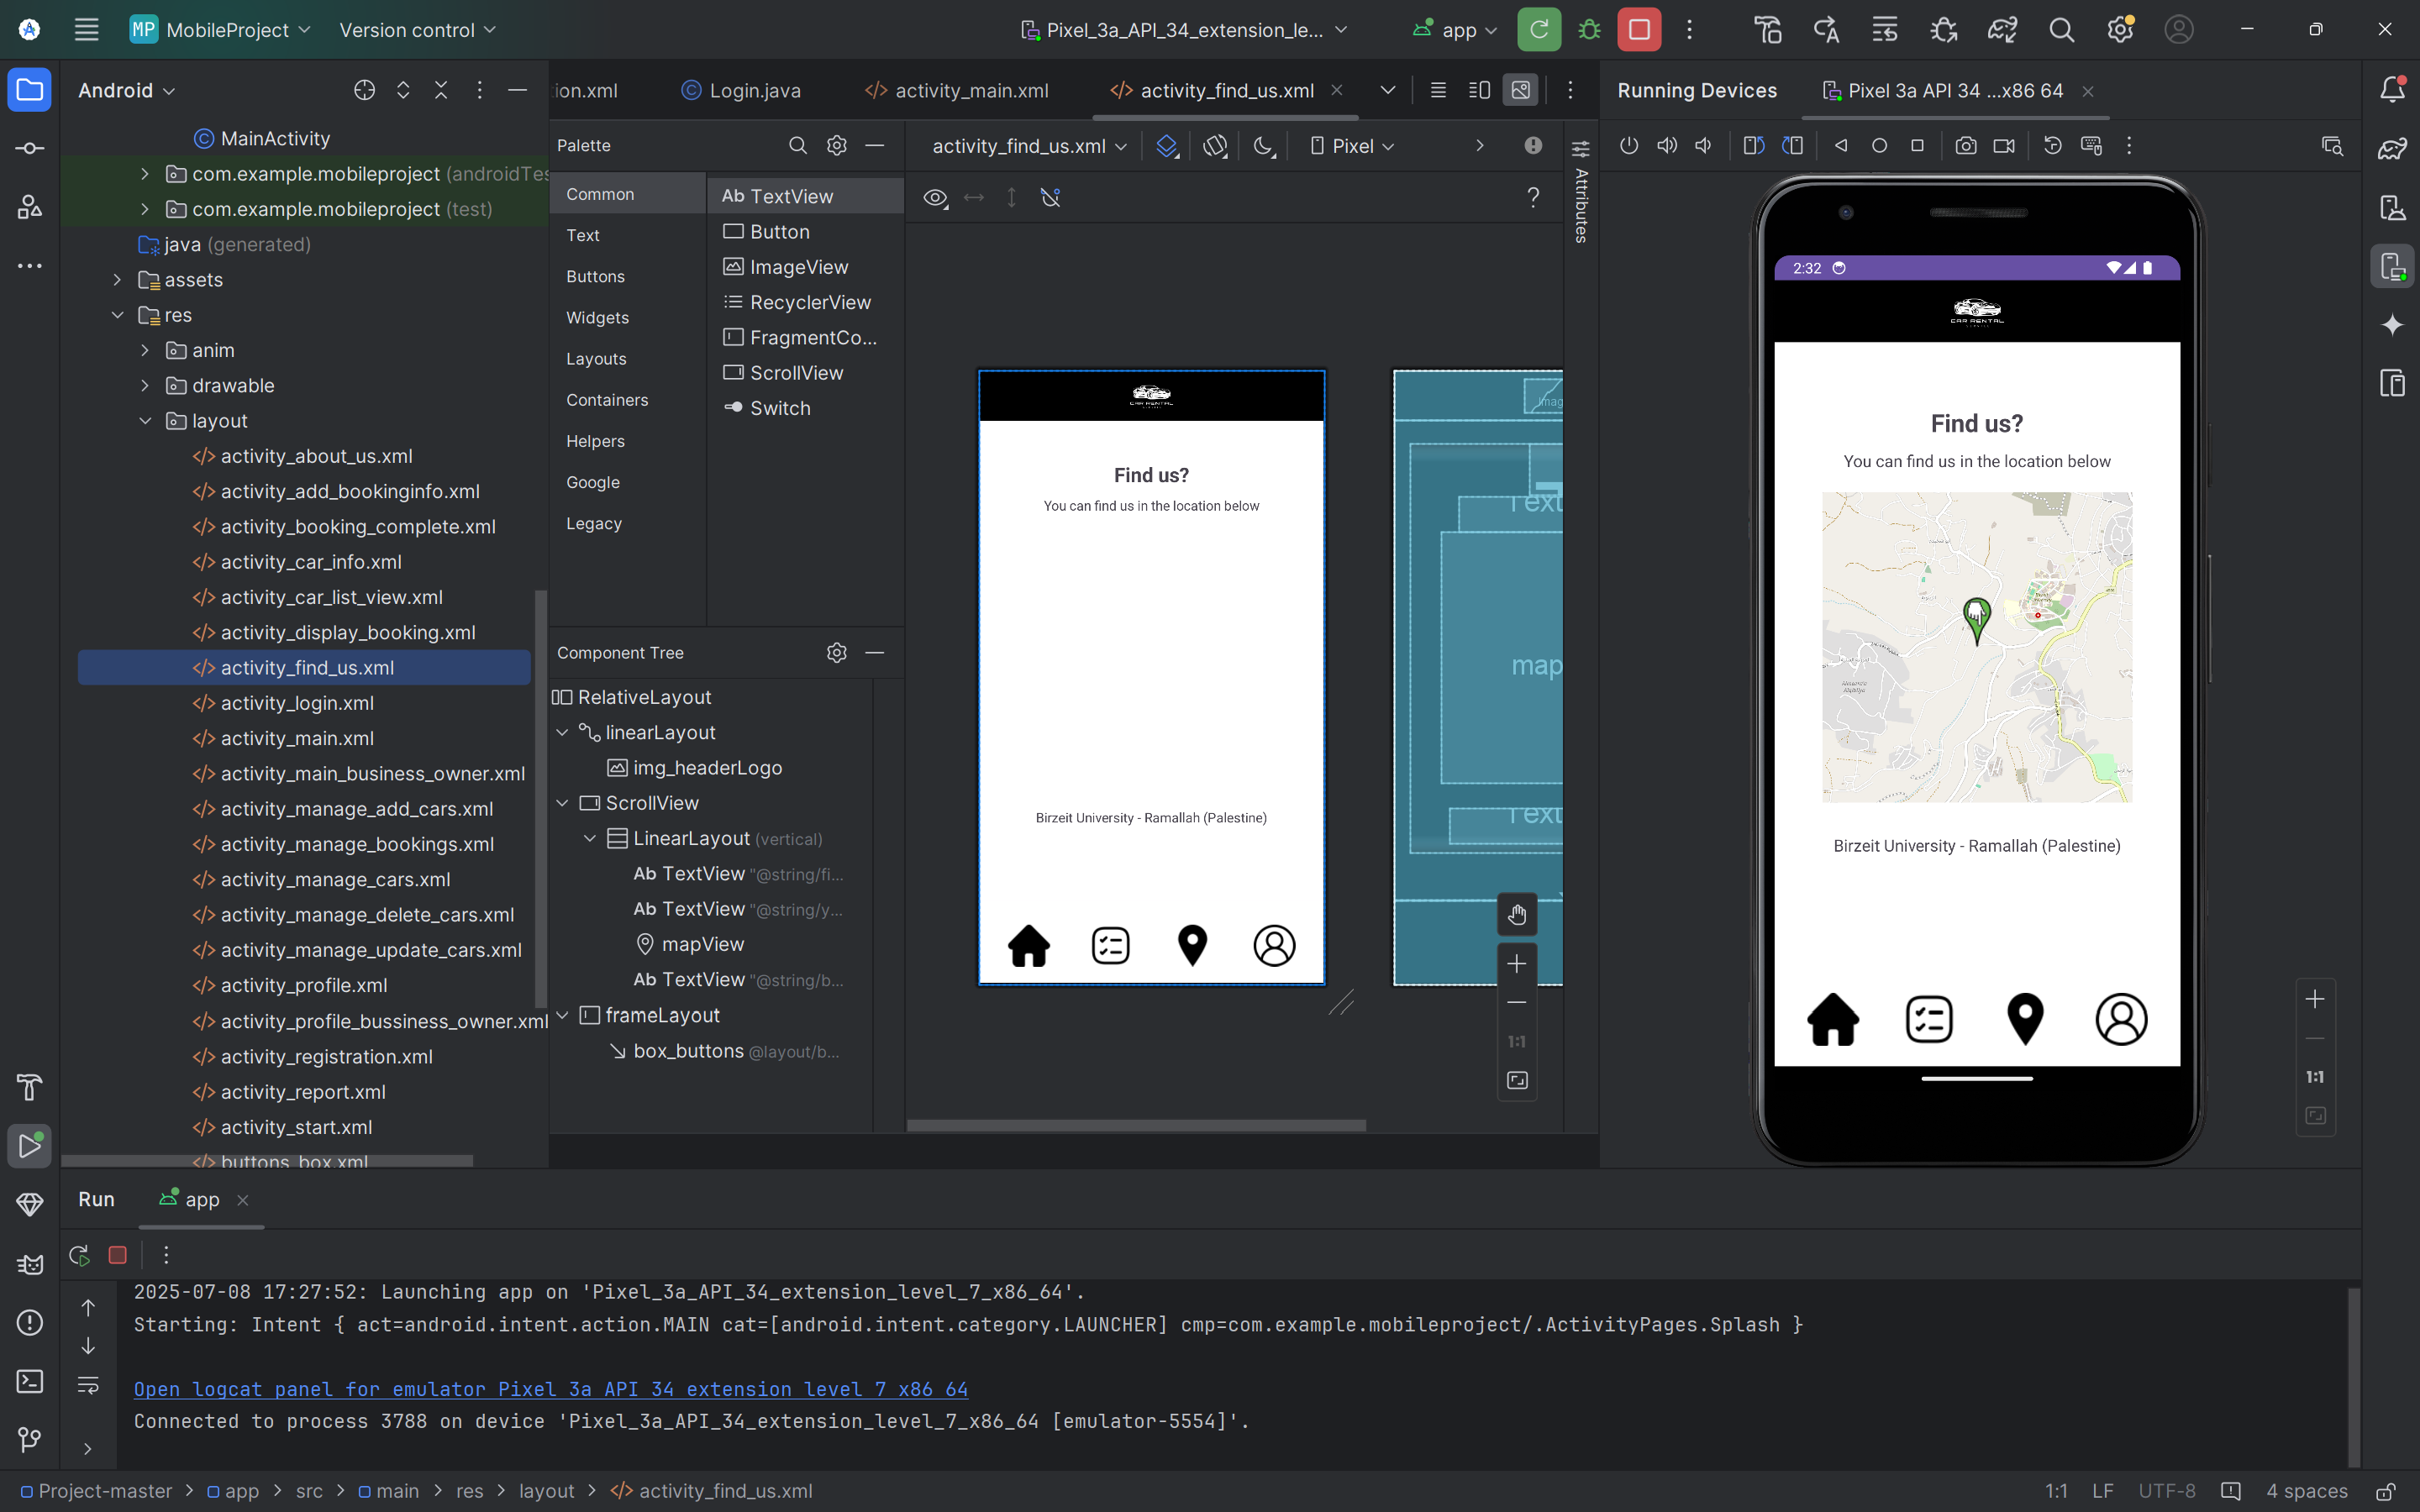 MP MobileProject
Version control
Pixel_3a_API_34_extension_le...
app
Android
ion.xml
Login.java
activity_main.xml
activity_find_us.xml
Running Devices
Pixel 3a API 34 ...x86 64
MainActivity
com.example.mobileproject (androidTes
com.example.mobileproject (test)
java (generated)
assets
res
anim
drawable
layout
activity_about_us.xml
activity_add_bookinginfo.xml
activity_booking_complete.xml
activity_car_info.xml
activity_car_list_view.xml
activity_display_booking.xml
activity_find_us.xml
activity_login.xml
activity_main.xml
activity_main_business_owner.xml
activity_manage_add_cars.xml
activity_manage_bookings.xml
activity_manage_cars.xml
activity_manage_delete_cars.xml
activity_manage_update_cars.xml
activity_profile.xml
activity_profile_bussiness_owner.xml
activity_registration.xml
activity_report.xml
activity_start.xml
buttons_box.xml
Palette
Common
Text
Buttons
Widgets
Layouts
Containers
Helpers
Google
Legacy
Ab TextView
Button
ImageView
RecyclerView
FragmentCo...
ScrollView
Switch
Component Tree
RelativeLayout
linearLayout
img_headerLogo
ScrollView
LinearLayout (vertical)
Ab TextView "@string/fi...
Ab TextView "@string/y...
mapView
Ab TextView "@string/b...
frameLayout
box_buttons @layout/b...
activity_find_us.xml
Pixel
?
Attributes
CAR RENTAL
Find us?
You can find us in the location below
Birzeit University - Ramallah (Palestine)
Imag
Text
map
Text
1:1
2:32
CAR RENTAL
SERVICE
Find us?
You can find us in the location below
Birzeit University - Ramallah (Palestine)
1:1
Run
app
2025-07-08 17:27:52: Launching app on 'Pixel_3a_API_34_extension_level_7_x86_64'.
Starting: Intent { act=android.intent.action.MAIN cat=[android.intent.category.LAUNCHER] cmp=com.example.mobileproject/.ActivityPages.Splash }
Open logcat panel for emulator Pixel 3a API 34 extension level 7 x86 64
Connected to process 3788 on device 'Pixel_3a_API_34_extension_level_7_x86_64 [emulator-5554]'.
Project-master > app > src > main > res > layout > activity_find_us.xml
1:1 LF UTF-8 4 spaces